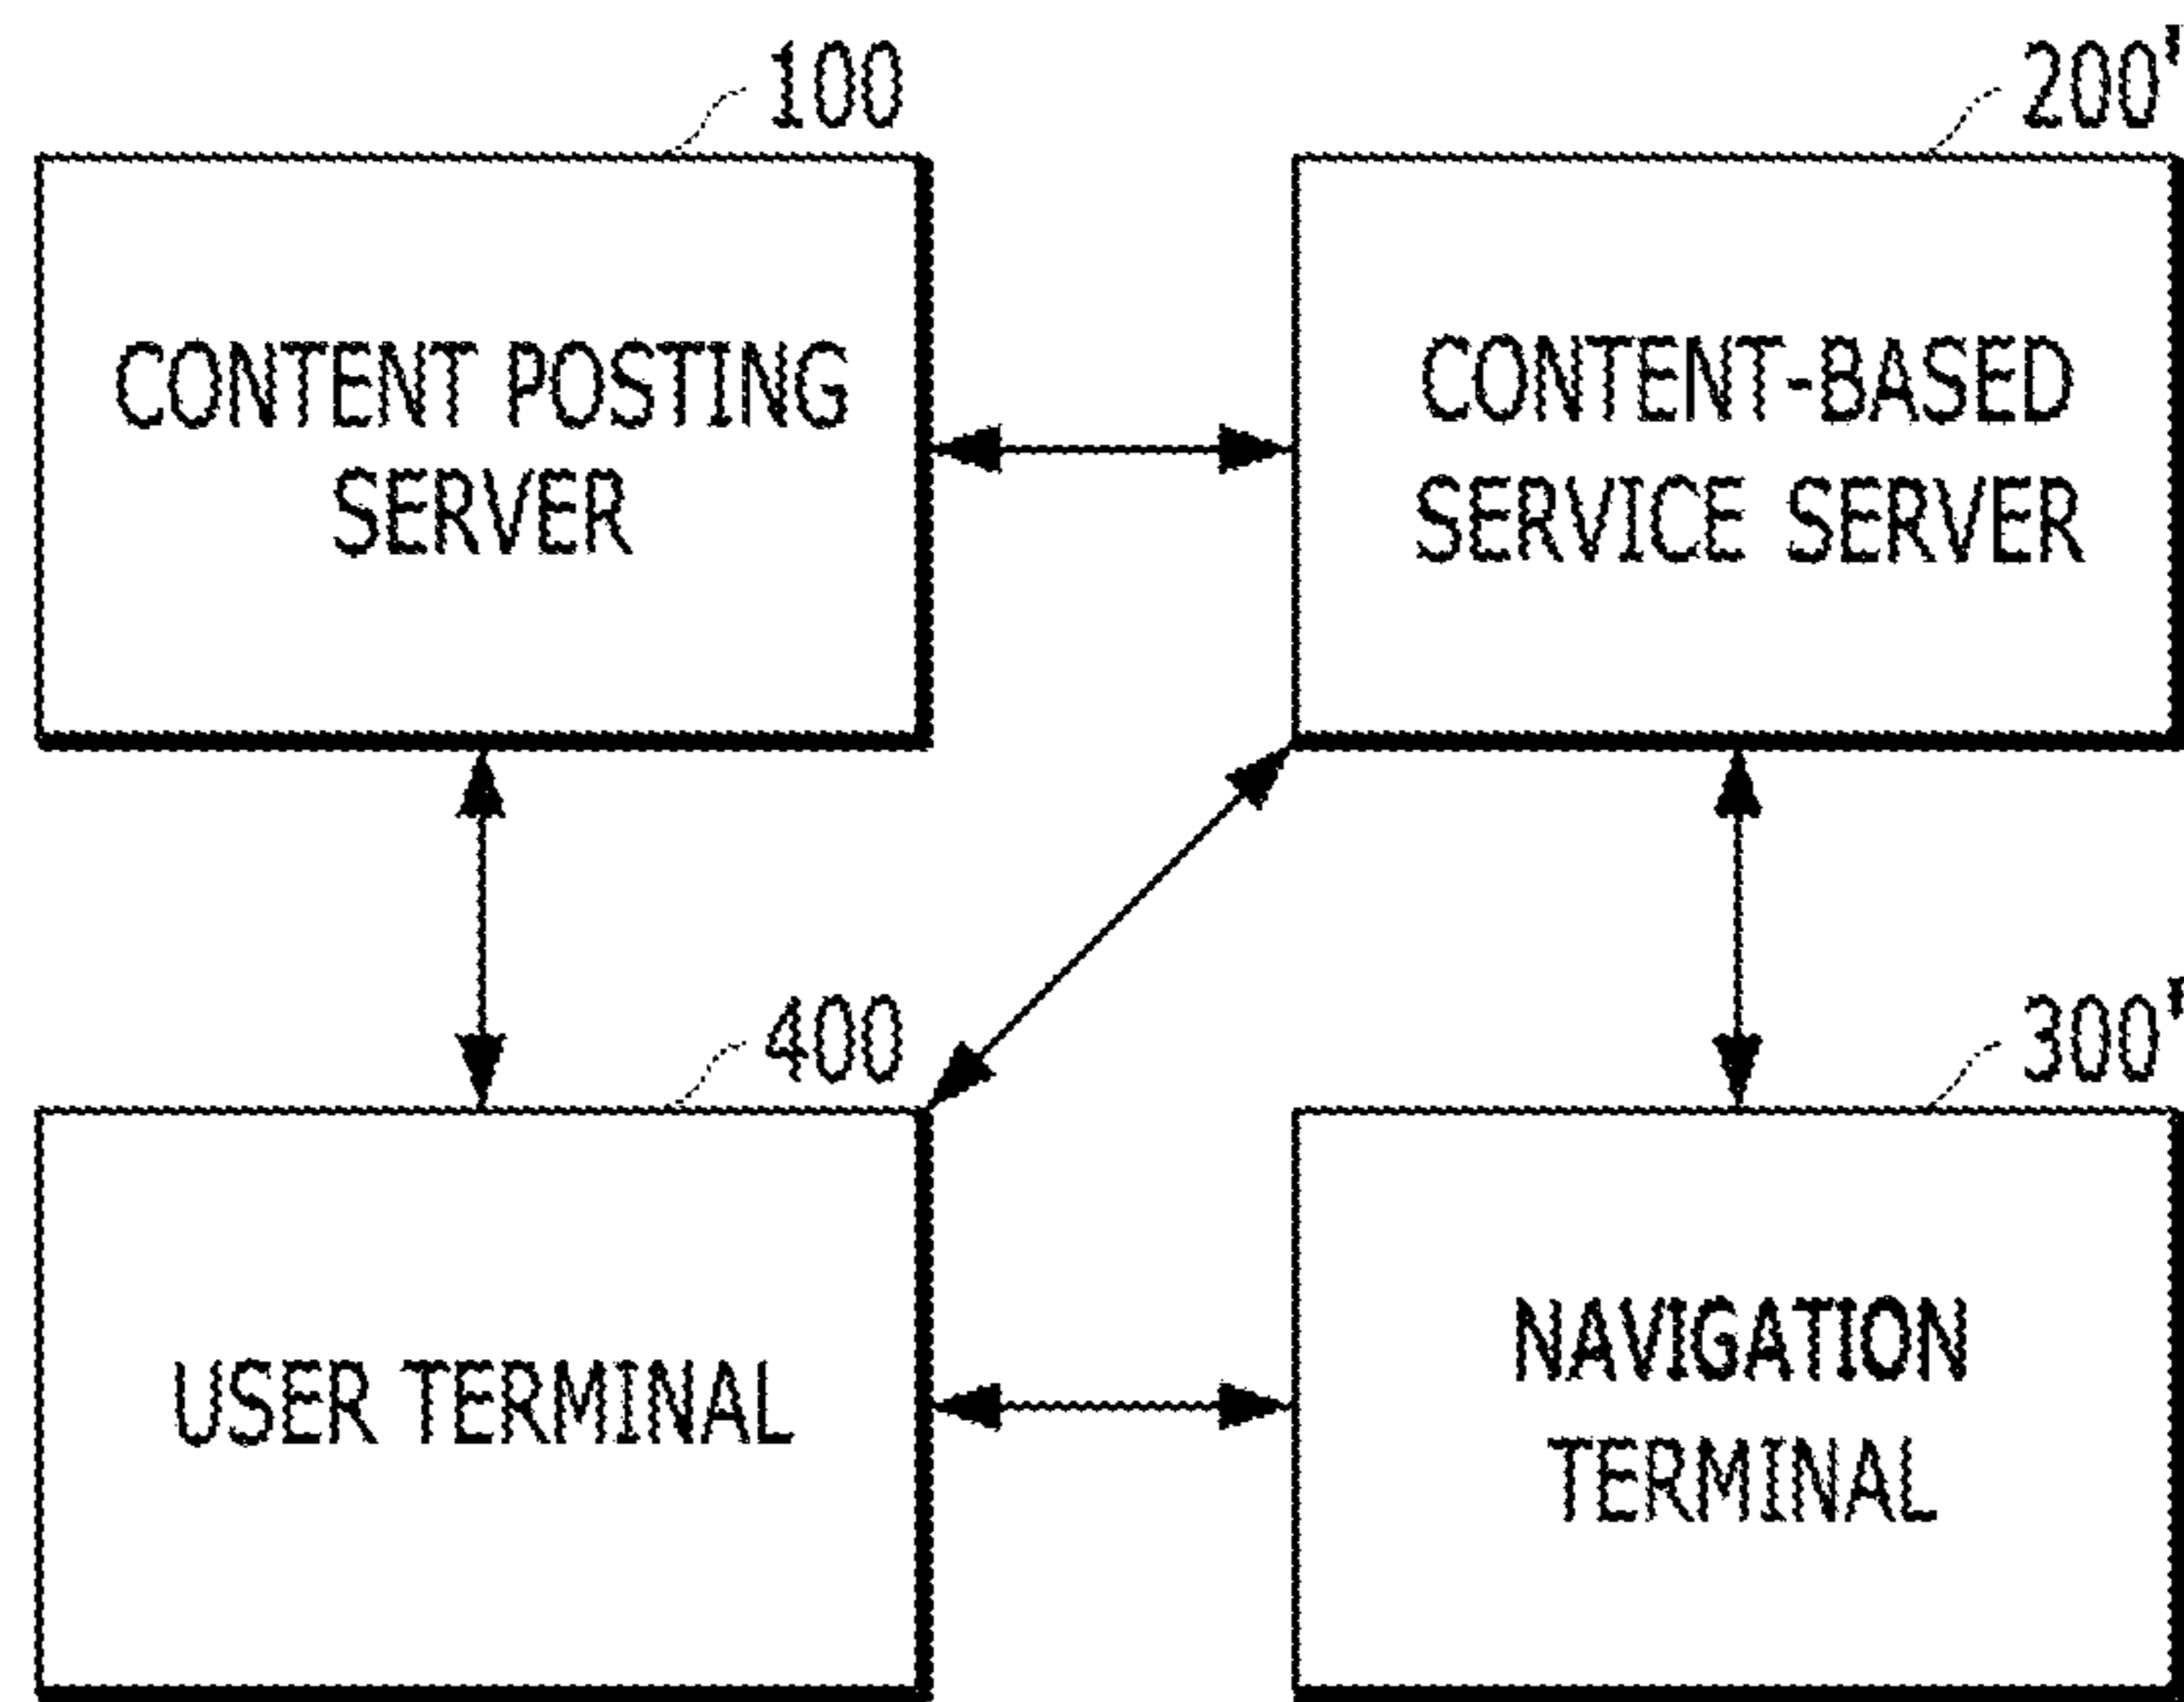 100
200'
CONTENT POSTING
SERVER
CONTENT-BASED
SERVICE SERVER
400
300'
USER TERMINAL
NAVIGATION
TERMINAL